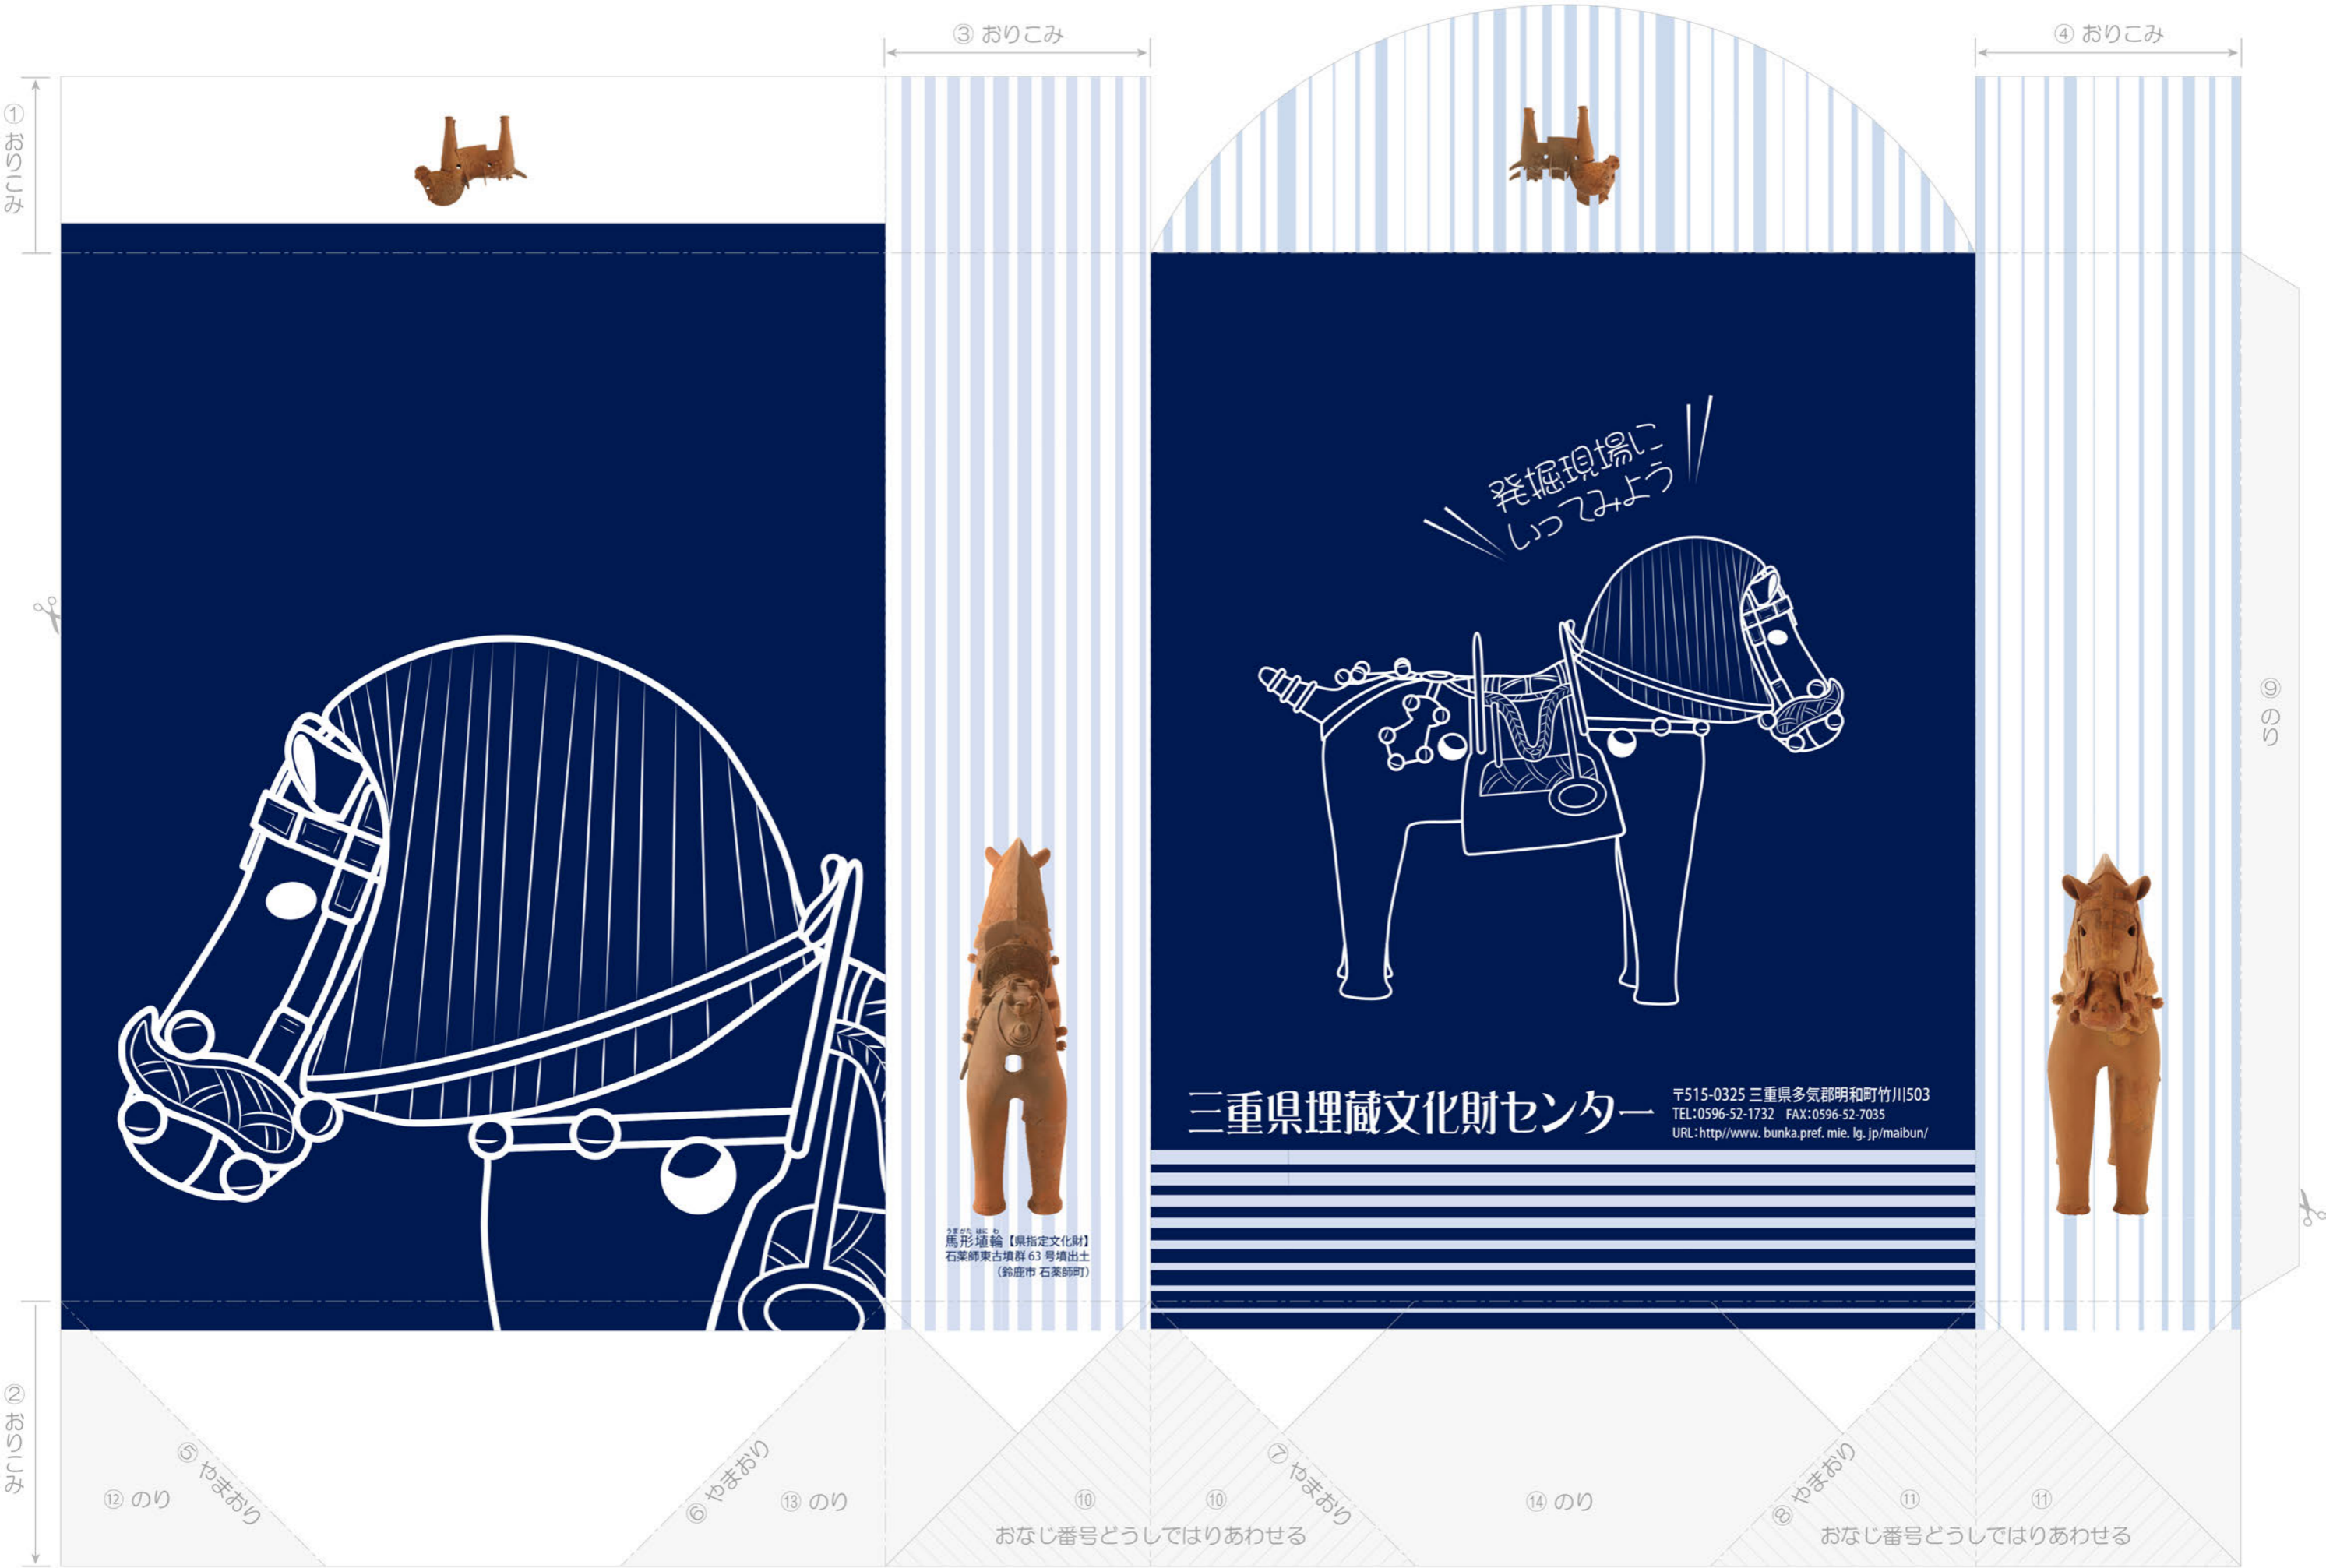 ③ おりこみ
④ おりこみ
① おりこみ
発掘現場に
いってみよう
⑨ のり
三重県埋蔵文化財センター
〒515-0325 三重県多気郡明和町竹川503
TEL:0596-52-1732 FAX:0596-52-7035
URL:http//www. bunka.pref. mie. lg. jp/maibun/
うまがた はに わ
馬形埴輪【県指定文化財】
石薬師東古墳群 63 号墳出土
(鈴鹿市 石薬師町)
② おりこみ
⑤ やまおり
⑥ やまおり
⑦ やまおり
⑧ やまおり
⑫ のり
⑬ のり
⑩
⑩
⑭ のり
⑪
⑪
おなじ番号どうしではりあわせる
おなじ番号どうしではりあわせる